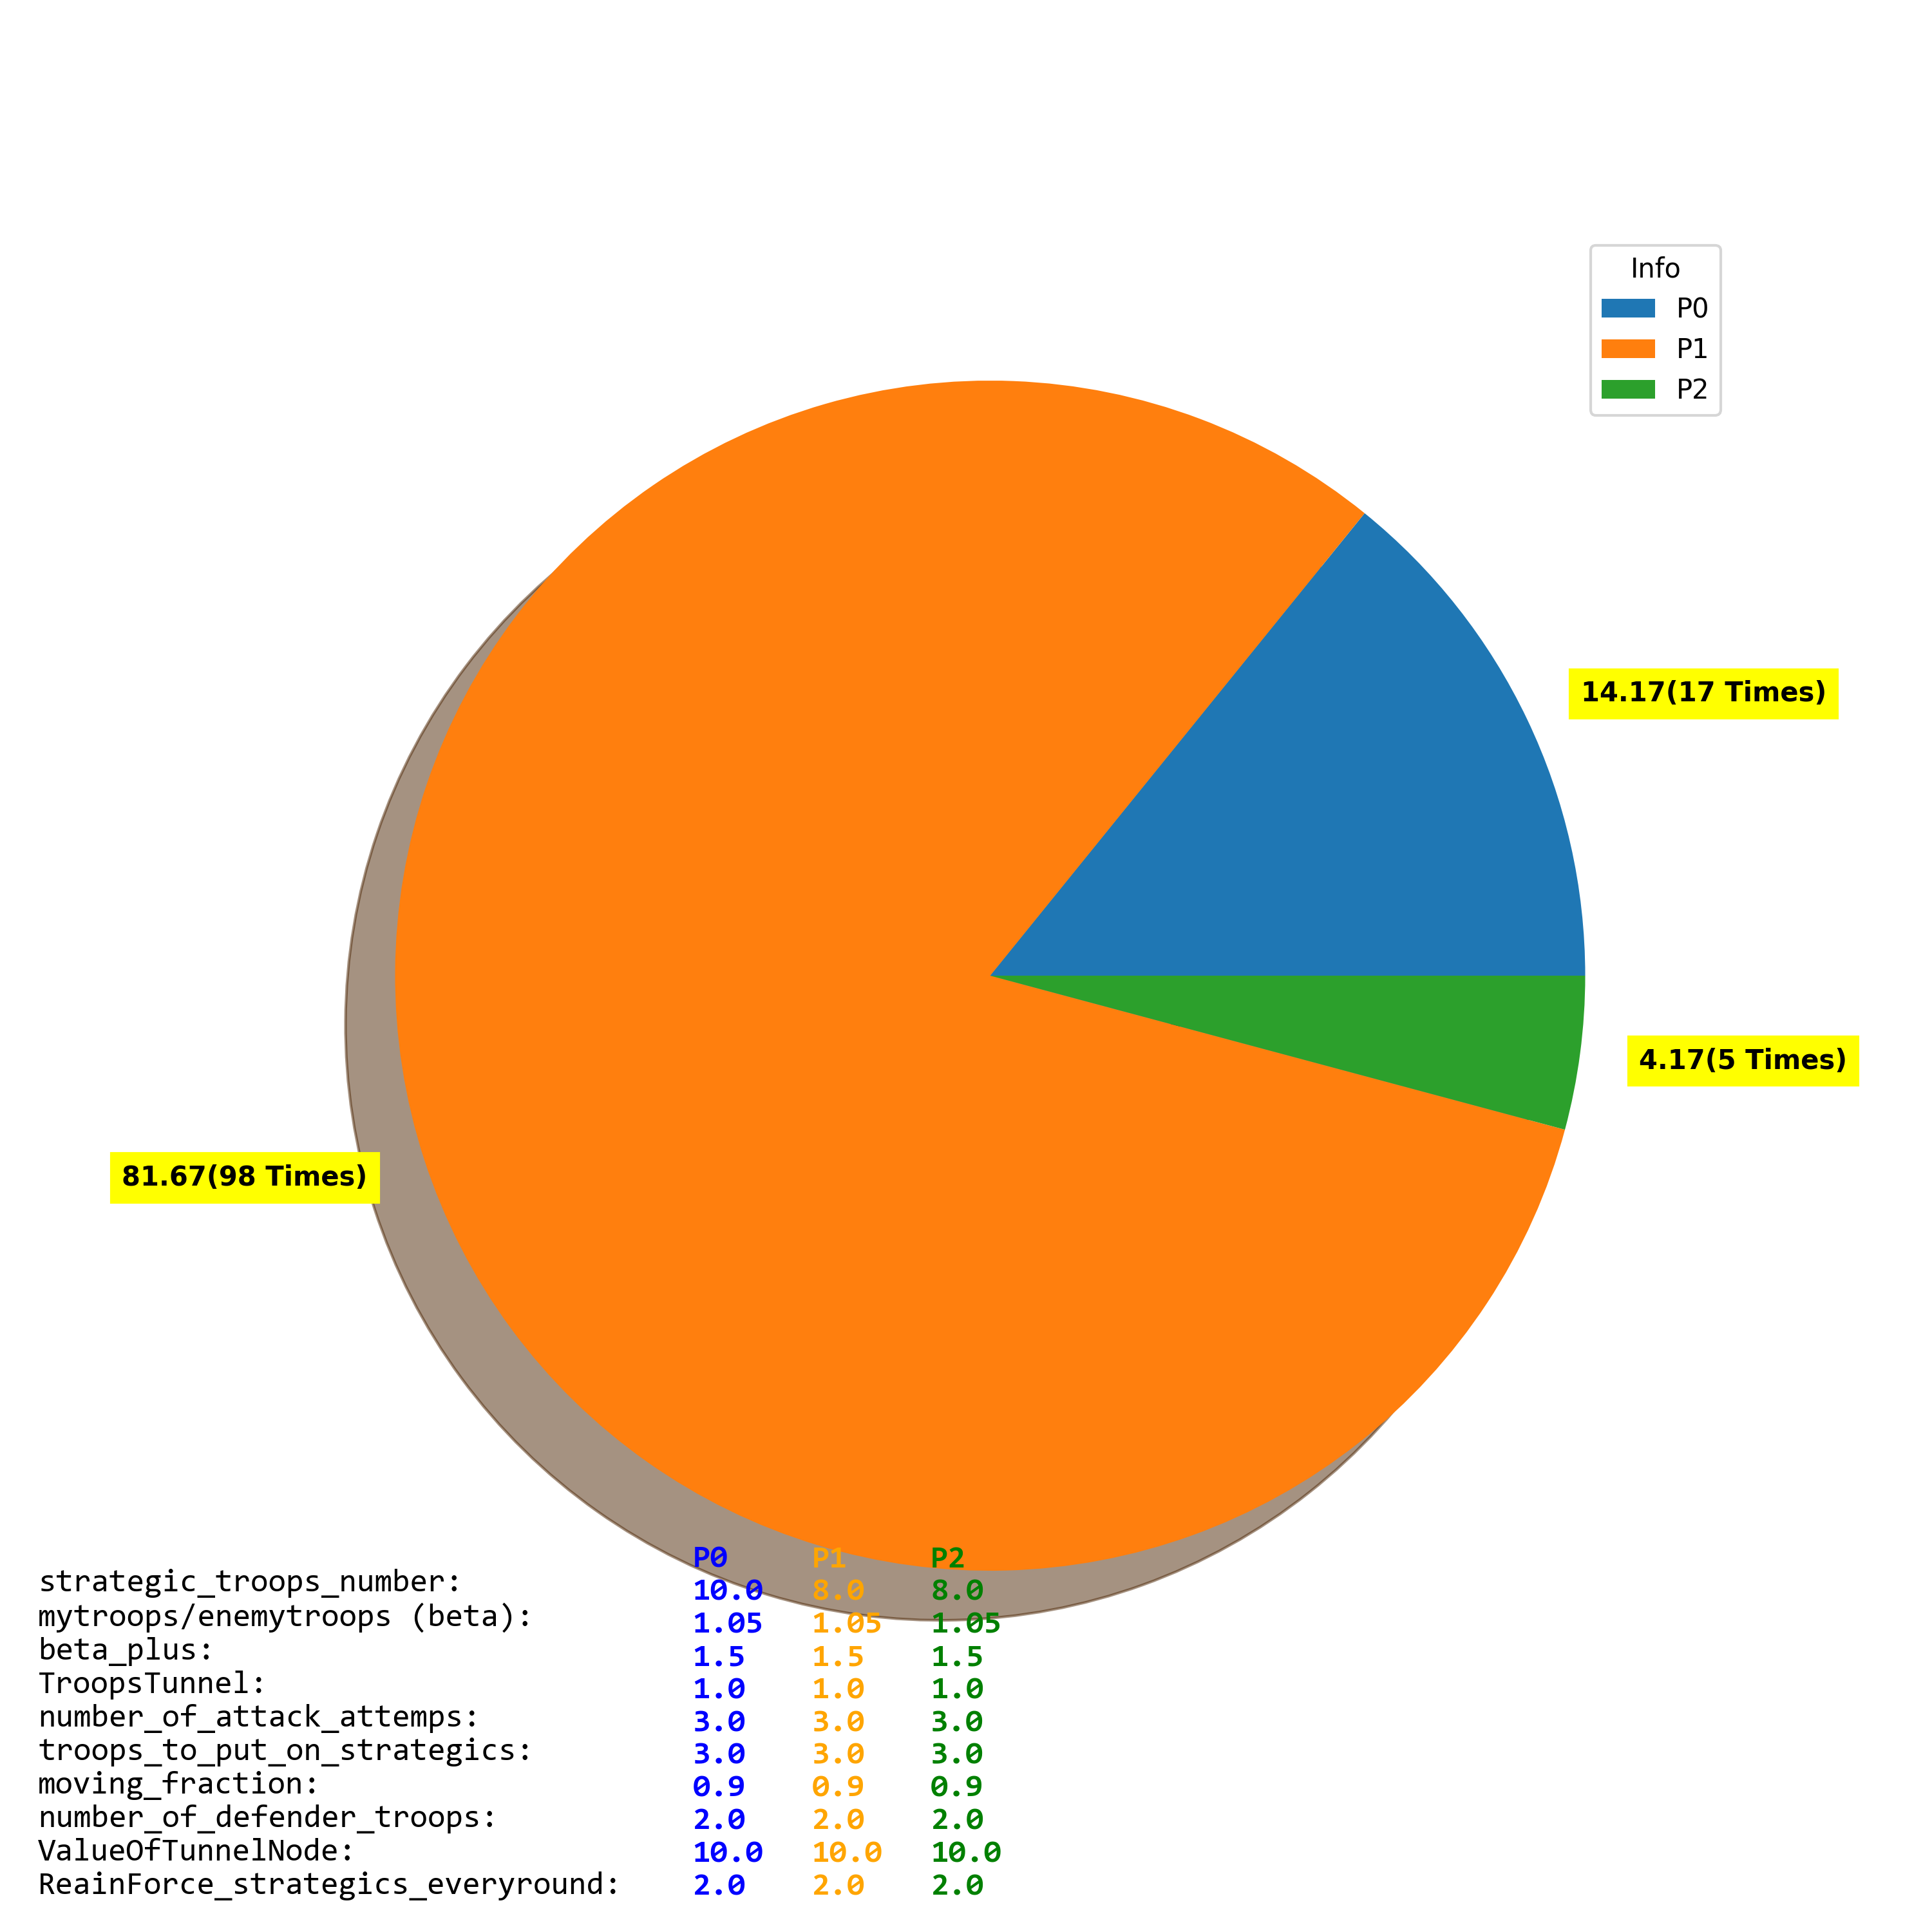 Info
P0
P1
P2
14.17(17 Times)
4.17(5 Times)
81.67(98 Times)
P0 P1 P2
strategic_troops_number: 10.0 8.0 8.0
mytroops/enemytroops (beta): 1.05 1.05 1.05
beta_plus: 1.5 1.5 1.5
TroopsTunnel: 1.0 1.0 1.0
number_of_attack_attemps: 3.0 3.0 3.0
troops_to_put_on_strategics: 3.0 3.0 3.0
moving_fraction: 0.9 0.9 0.9
number_of_defender_troops: 2.0 2.0 2.0
ValueOfTunnelNode: 10.0 10.0 10.0
ReainForce_strategics_everyround: 2.0 2.0 2.0